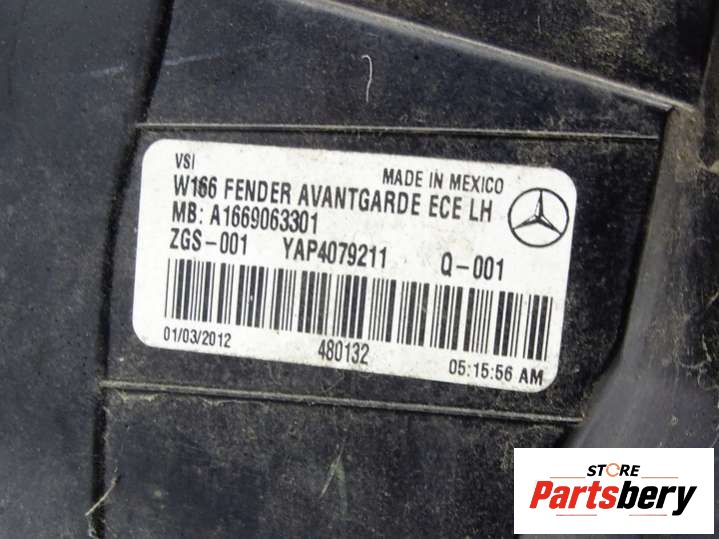 VSI
MADE IN MEXICO
W166 FENDER AVANTGARDE ECE LH
MB: A1669063301
ZGS-001 YAP4079211 Q-001
01/03/2012 480132 05:15:56 AM
STORE
Partsbery